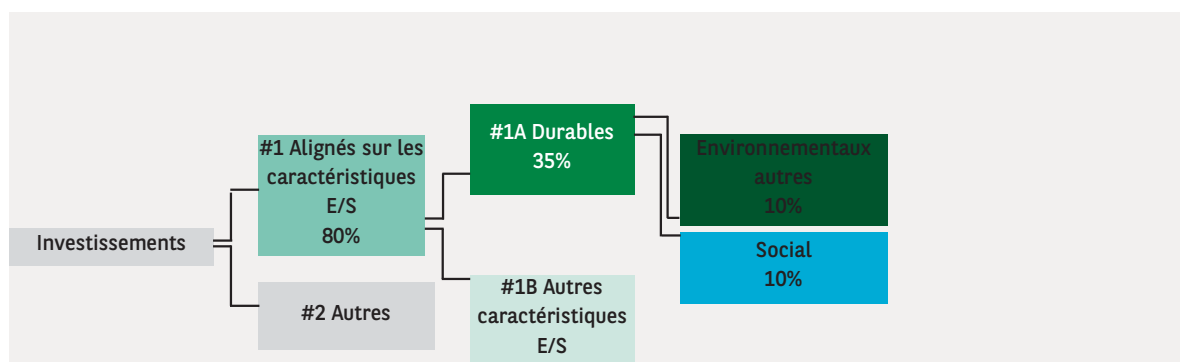 Investissements
#1 Alignés sur les
caractéristiques
E/S
80%
#2 Autres
#1A Durables
35%
#1B Autres
caractéristiques
E/S
Environnementaux
autres
10%
Social
10%